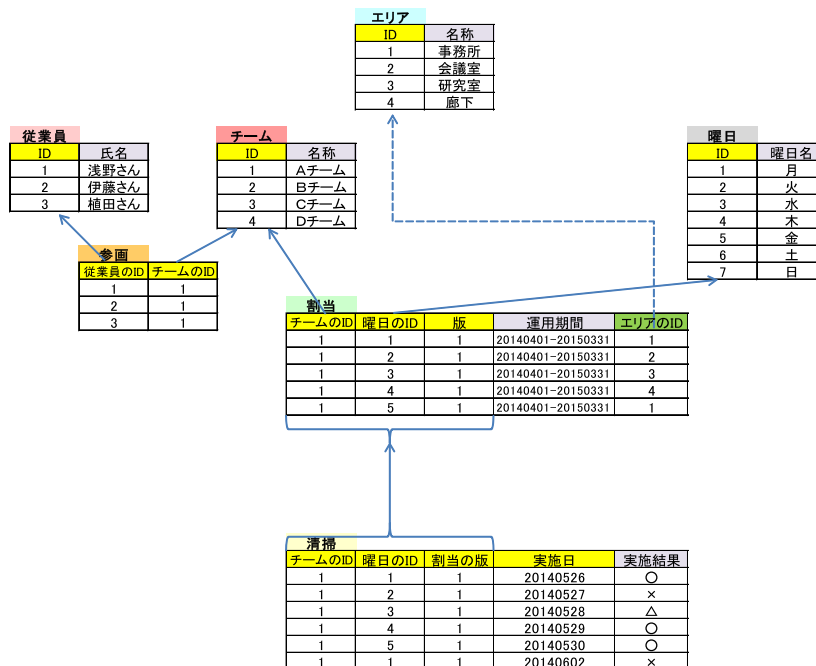 エリア
ID 名称
1 事務所
2 会議室
3 研究室
4 廊下
従業員
ID 氏名
1 浅野さん
2 伊藤さん
3 植田さん
チーム
ID 名称
1 Aチーム
2 Bチーム
3 Cチーム
4 Dチーム
曜日
ID 曜日名
1 月
2 火
3 水
4 木
5 金
6 土
7 日
参画
従業員のID チームのID
1 1
2 1
3 1
割当
チームのID 曜日のID 版 運用期間 エリアのID
1 1 1 20140401-20150331 1
1 2 1 20140401-20150331 2
1 3 1 20140401-20150331 3
1 4 1 20140401-20150331 4
1 5 1 20140401-20150331 1
清掃
チームのID 曜日のID 割当の版 実施日 実施結果
1 1 1 20140526 ○
1 2 1 20140527 ×
1 3 1 20140528 △
1 4 1 20140529 ○
1 5 1 20140530 ○
1 1 1 20140602 ×